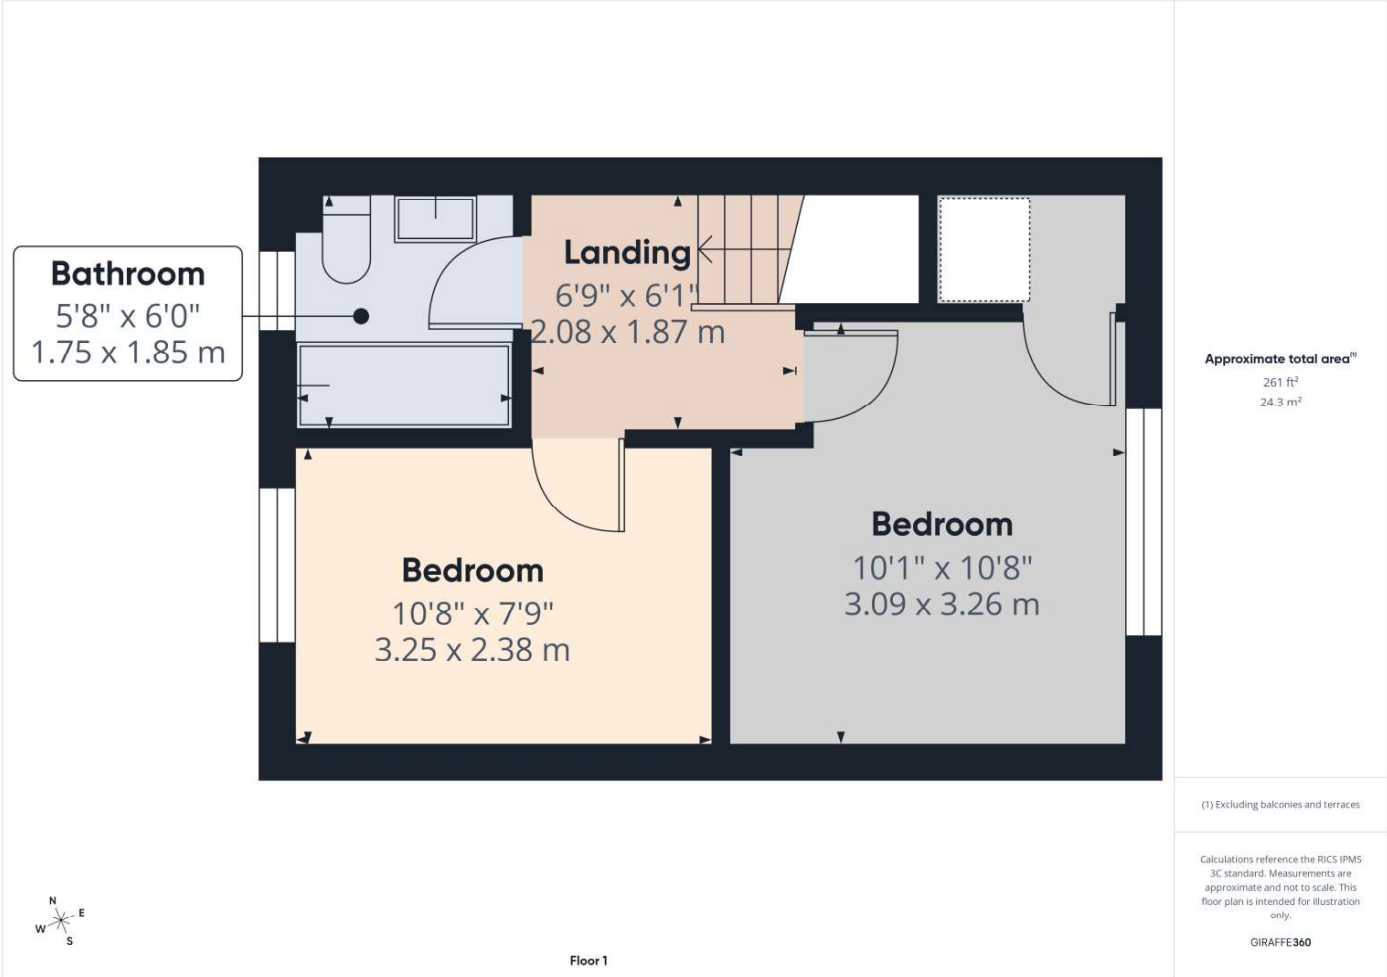 Bathroom
5'8" x 6'0"
1.75 x 1.85 m
Landing
6'9" x 6'1"
2.08 x 1.87 m
Bedroom
10'1" x 10'8"
3.09 x 3.26 m
Bedroom
10'8" x 7'9"
3.25 x 2.38 m
Approximate total area(1)
261 ft²
24.3 m²
(1) Excluding balconies and terraces
Calculations reference the RICS IPMS
3C standard. Measurements are
approximate and not to scale. This
floor plan is intended for illustration
only.
GIRAFFE360
N
E
W
S
Floor 1